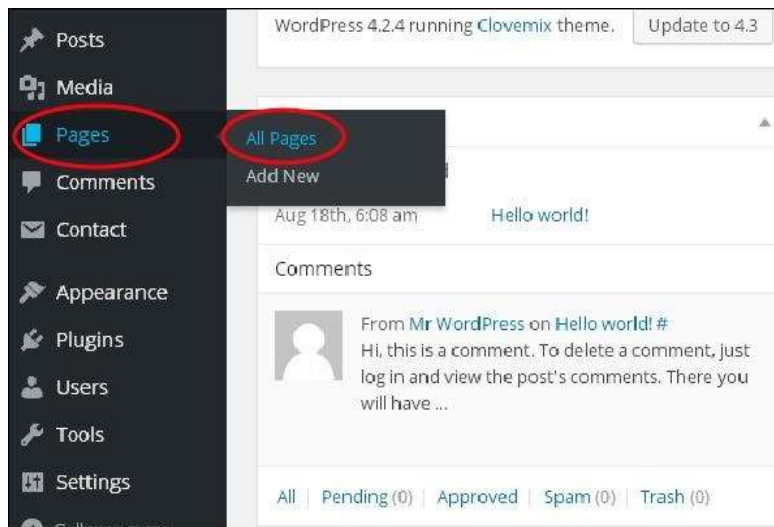 Posts
Media
Pages
Comments
Contact
Appearance
Plugins
Users
Tools
Settings
All Pages
Add New
WordPress 4.2.4 running Clovemix theme.
Update to 4.3
Aug 18th, 6:08 am
Hello world!
Comments
From Mr WordPress on Hello world! #
Hi, this is a comment. To delete a comment, just
log in and view the post's comments. There you
will have ...
All | Pending (0) | Approved | Spam (0) | Trash (0)